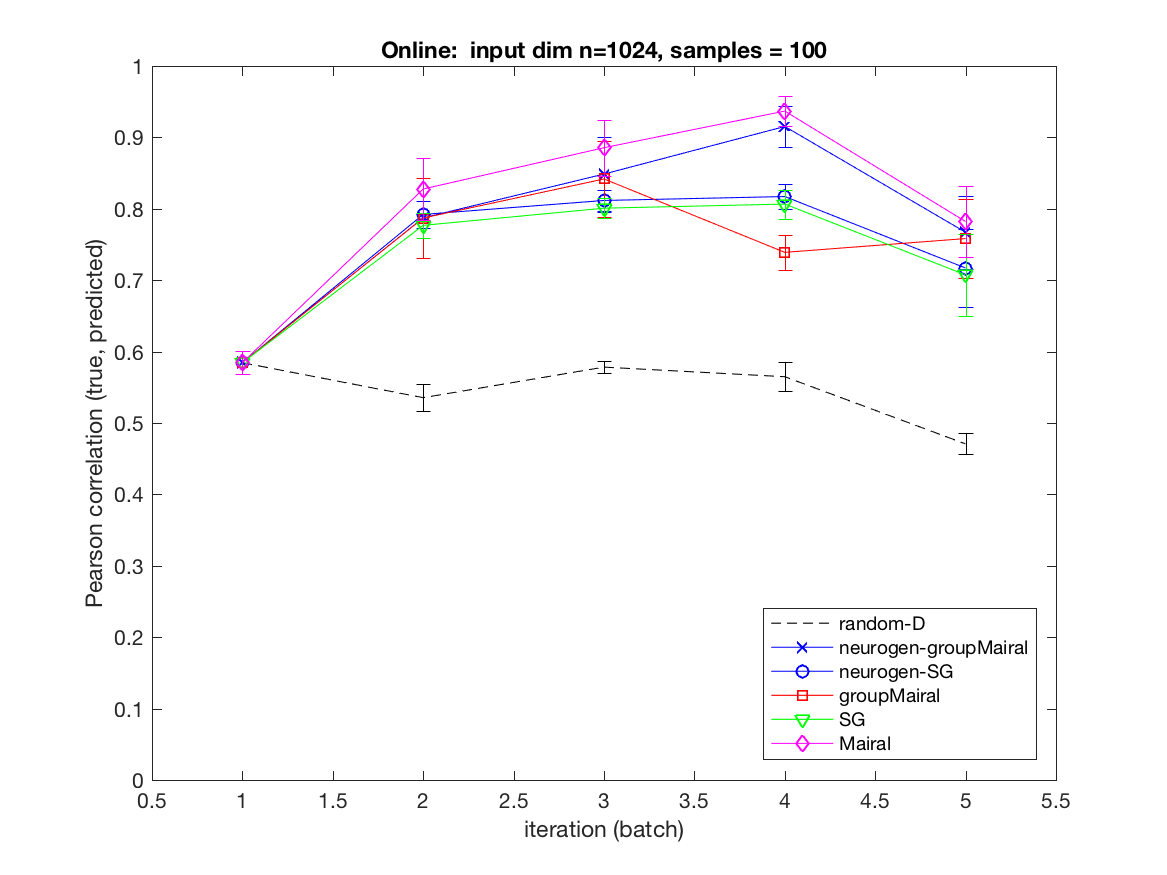 Online: input dim n=1024, samples = 100
1
0.9
0.8
0.7
0.6
0.5
0.4
0.3
0.2
0.1
0
Pearson correlation (true, predicted)
random-D
neurogen-groupMairal
neurogen-SG
groupMairal
SG
Mairal
0.5 1 1.5 2 2.5 3 3.5 4 4.5 5 5.5
iteration (batch)